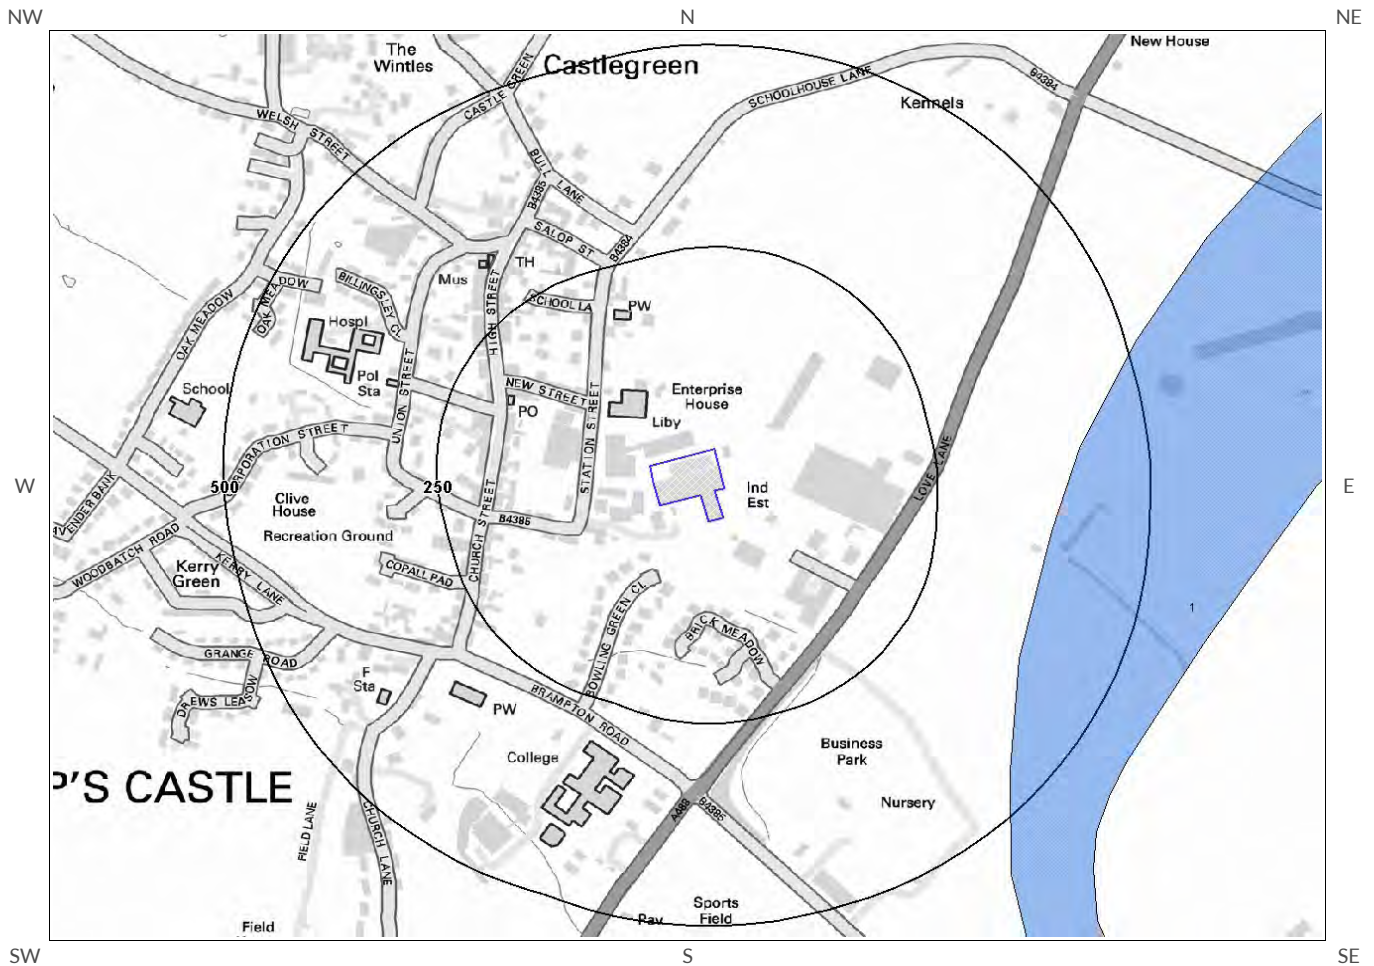 NW
N
NE
The
Wintles
Castlegreen
New House
CASTLE GREEN
SCHOOLHOUSE LANE
B4384
Kennels
WELSH STREET
BULL LANE
B4385
SALOP ST
B4384
TH
Mus
OAK MEADOW
OAK MEADOW
BILLINGSLEY CL
HIGH STREET
SCHOOL LA
PW
Hospl
Pol
Sta
School
UNION STREET
NEW STREET
PO
STATION STREET
Enterprise
House
Liby
CORPORATION STREET
LOVE LANE
W
500
250
Ind
Est
E
Clive
House
Recreation Ground
CHURCH STREET
B4385
VENDER BANK
WOODBATCH ROAD
Kerry
Green
KERRY LANE
COPALL PAD
BOWLING GREEN CL
BRICK MEADOW
1
GRANGE ROAD
F
Sta
DREWS LEASOW
PW
BRAMPTON ROAD
College
Business
Park
P'S CASTLE
Nursery
A488
B4385
FIELD LANE
CHURCH LANE
Sports
Field
Pav
Field
SW
S
SE